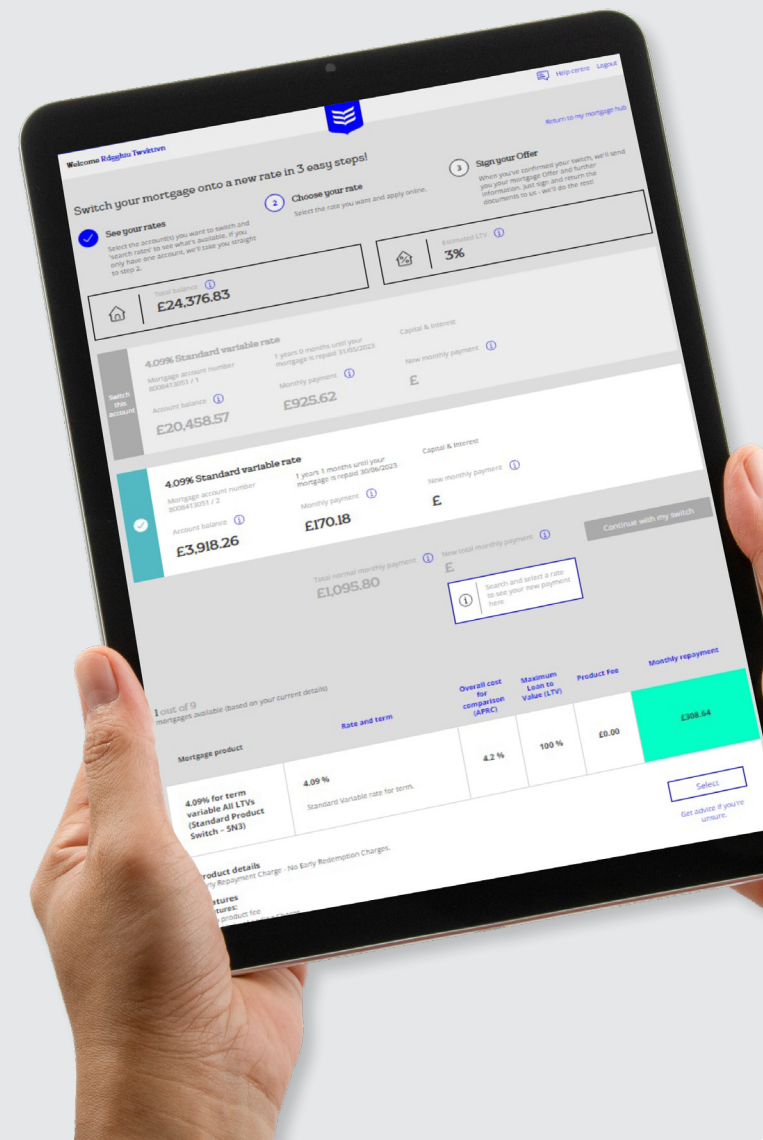 Help centre Logout
Welcome Rdgghu Twvktzvn
Return to my mortgage hub
Switch your mortgage onto a new rate in 3 easy steps!
See your rates
Select the account(s) you want to switch and
'search rates' to see what's available. If you
only have one account, we'll take you straight
to step 2.
2
Choose your rate
Select the rate you want and apply online.
3
Sign your Offer
When you've confirmed your switch, we'll send
you your mortgage Offer and further
information. Just sign and return the
documents to us - we'll do the rest!
Total balance
£24,376.83
Estimated LTV
3%
Switch
this
account
4.09% Standard variable rate
Mortgage account number
8008413051 / 1
1 years 0 months until your
mortgage is repaid 31/05/2023
Capital & Interest
Account balance
£20,458.57
Monthly payment
£925.62
New monthly payment
£
4.09% Standard variable rate
Mortgage account number
8008413051 / 2
1 years 1 months until your
mortgage is repaid 30/06/2023
Capital & Interest
Account balance
£3,918.26
Monthly payment
£170.18
New monthly payment
£
Total normal monthly payment
£1,095.80
New total monthly payment
£
Continue with my switch
Search and select a rate
to see your new payment
here
out of 9
mortgages available (based on your current details)
Mortgage product
Rate and term
Overall cost
for
comparison
(APRC)
Maximum
Loan to
Value (LTV)
Product Fee
Monthly repayment
4.09% for term
variable All LTVs
(Standard Product
Switch – SN3)
4.09 %
Standard Variable rate for term.
4.2 %
100 %
£0.00
£308.64
Select
Get advice if you're
unsure.
roduct details
rly Repayment Charge - No Early Redemption Charges.
atures
tures:
product fee